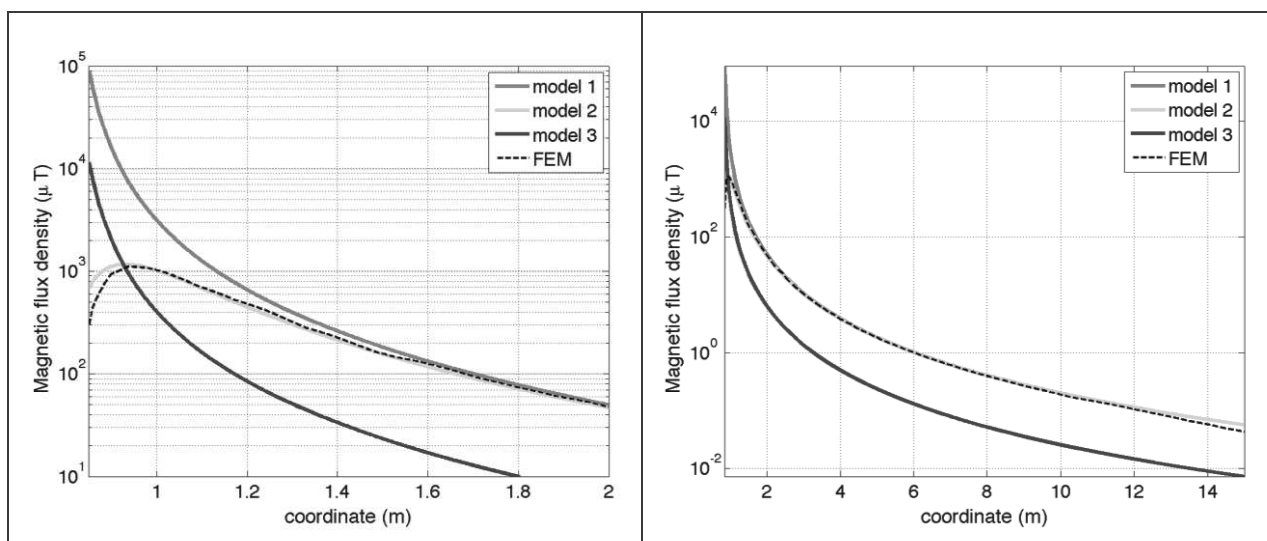 10^5
10^4
10^3
10^2
10^1
Magnetic flux density (μ T)
model 1
model 2
model 3
FEM
1
1.2
1.4
1.6
1.8
2
coordinate (m)
10^4
10^2
10^0
10^-2
Magnetic flux density (μ T)
model 1
model 2
model 3
FEM
2
4
6
8
10
12
14
coordinate (m)